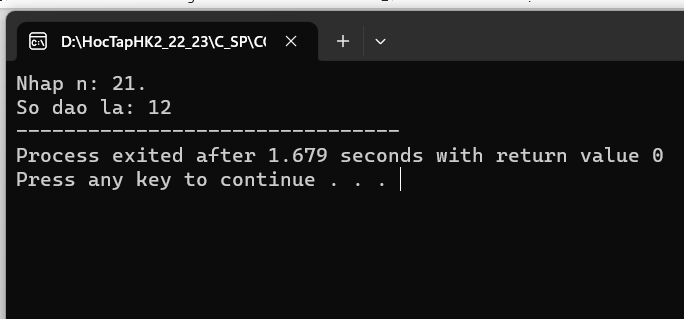 D:\HocTapHK2_22_23\C_SP\C
Nhap n: 21.
So dao la: 12
--------------------------------
Process exited after 1.679 seconds with return value 0
Press any key to continue . . .